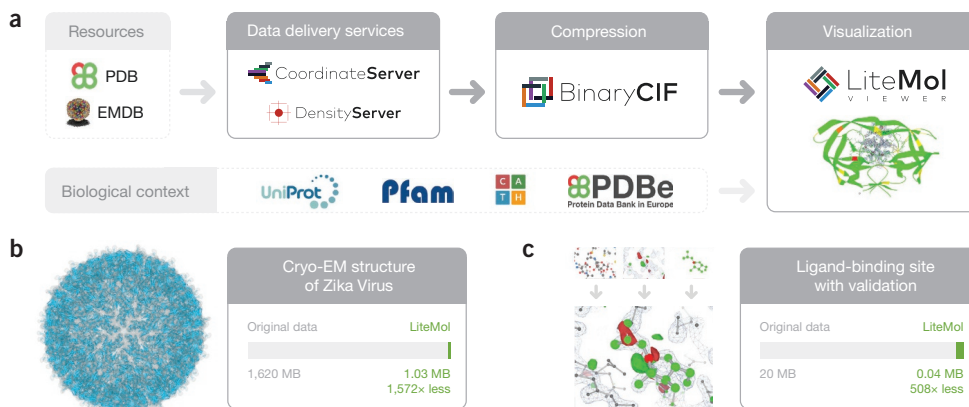 a
Resources
PDB
EMDB
Data delivery services
CoordinateServer
DensityServer
Compression
BinaryCIF
Visualization
LiteMol
VIEWER
Biological context
UniProt
Pfam
C A
T H
PDBe
Protein Data Bank in Europe
b
Cryo-EM structure
of Zika Virus
Original data LiteMol
1,620 MB 1.03 MB
1,572× less
c
Ligand-binding site
with validation
Original data LiteMol
20 MB 0.04 MB
508× less